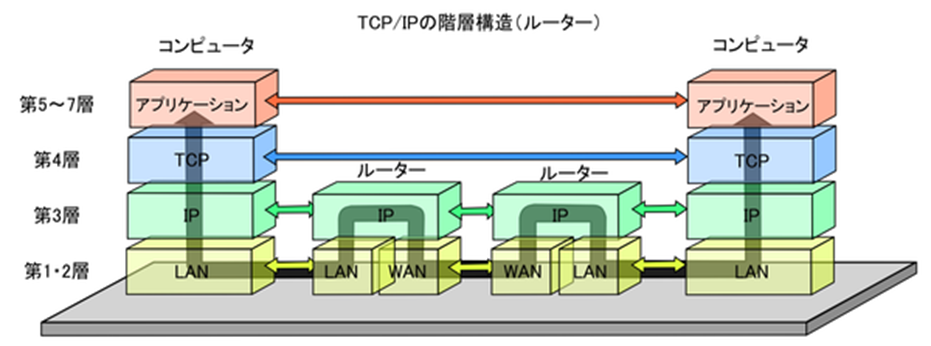 TCP/IPの階層構造(ルーター)
コンピュータ
コンピュータ
第5~7層
アプリケーション
アプリケーション
第4層
TCP
TCP
ルーター
ルーター
第3層
IP
IP
IP
IP
第1・2層
LAN
LAN
WAN
WAN
LAN
LAN